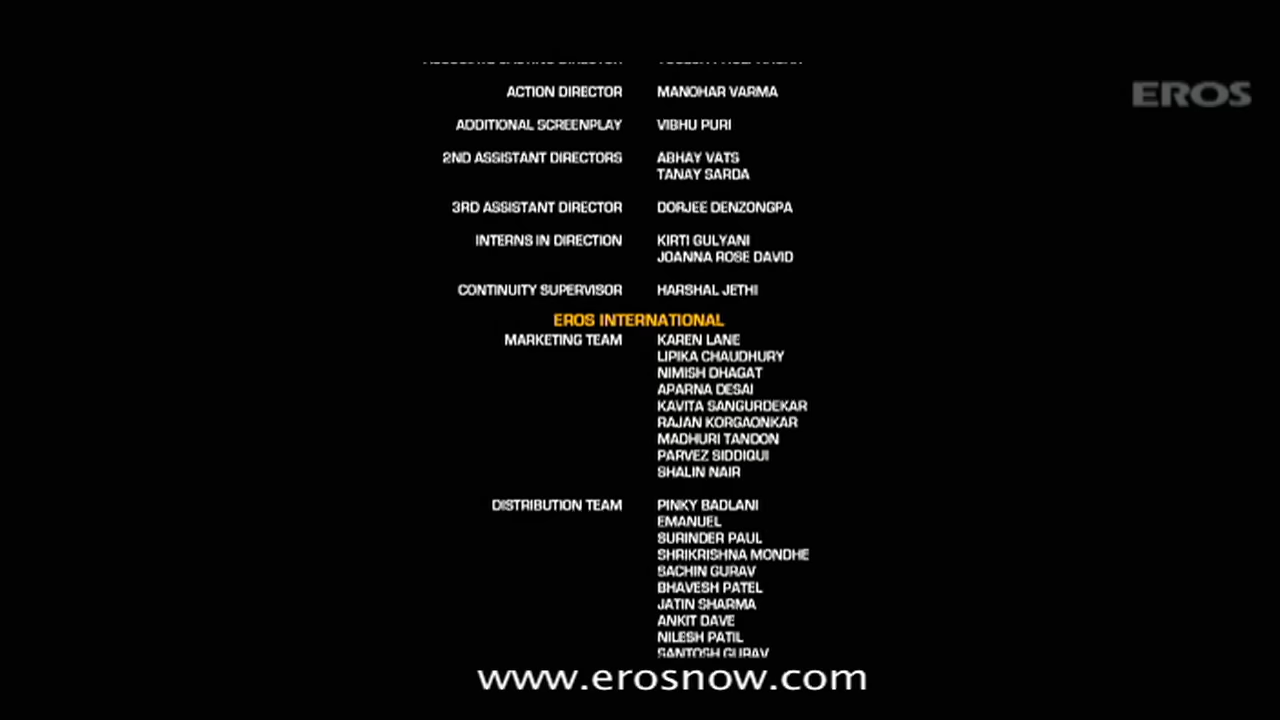 EROS
ACTION DIRECTOR MANOHAR VARMA
ADDITIONAL SCREENPLAY VIBHU PURI
2ND ASSISTANT DIRECTORS ABHAY VATS
TANAY SARDA
3RD ASSISTANT DIRECTOR DORJEE DENZONGPA
INTERNS IN DIRECTION KIRTI GULYANI
JOANNA ROSE DAVID
CONTINUITY SUPERVISOR HARSHAL JETHI
EROS INTERNATIONAL
MARKETING TEAM KAREN LANE
LIPIKA CHAUDHURY
NIMISH DHAGAT
APARNA DESAI
KAVITA SANGURDEKAR
RAJAN KORGAONKAR
MADHURI TANDON
PARVEZ SIDDIQUI
SHALIN NAIR
DISTRIBUTION TEAM PINKY BADLANI
EMANUEL
SURINDER PAUL
SHRIKRISHNA MONDHE
SACHIN GURAV
BHAVESH PATEL
JATIN SHARMA
ANKIT DAVE
NILESH PATIL
SANTOSH GURAV
www.erosnow.com